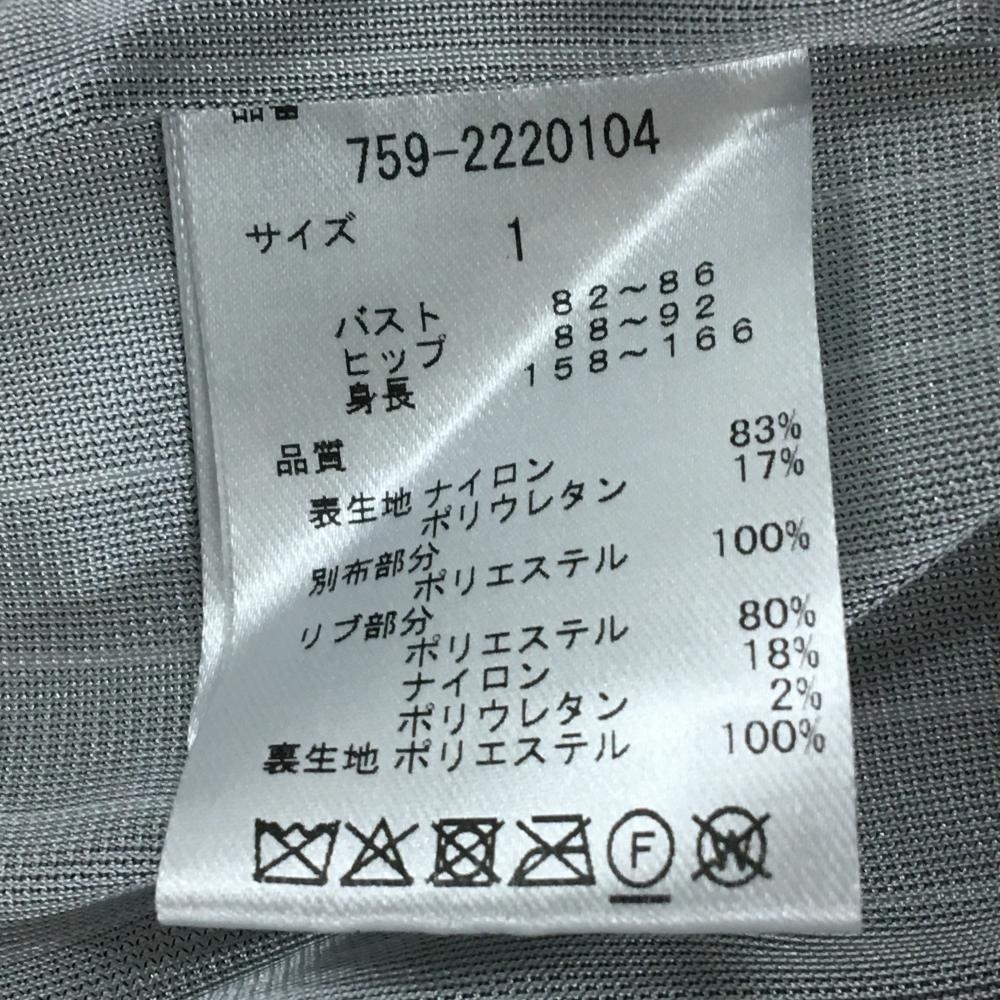 759-2220104
サイズ 1
バスト 82～86
ヒップ 88～92
身長 158～166
品質
表生地 ナイロン 83%
ポリウレタン 17%
別布部分
ポリエステル 100%
リブ部分
ポリエステル 80%
ナイロン 18%
ポリウレタン 2%
裏生地 ポリエステル 100%
F W